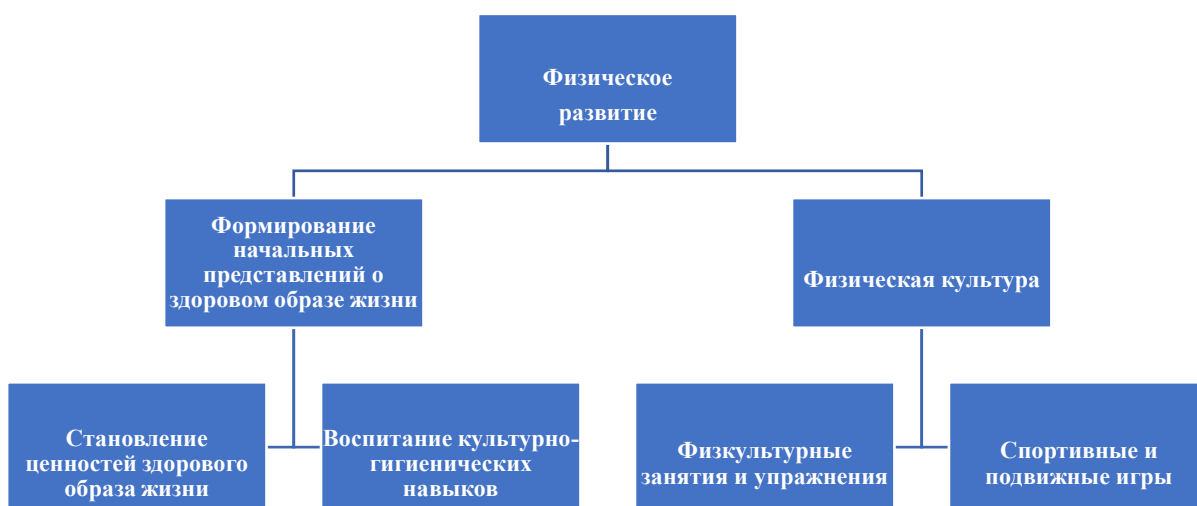 Физическое
развитие
Формирование
начальных
представлений о
здоровом образе жизни
Физическая культура
Становление
ценностей здорового
образа жизни
Воспитание культурно-
гигиенических
навыков
Физкультурные
занятия и упражнения
Спортивные и
подвижные игры